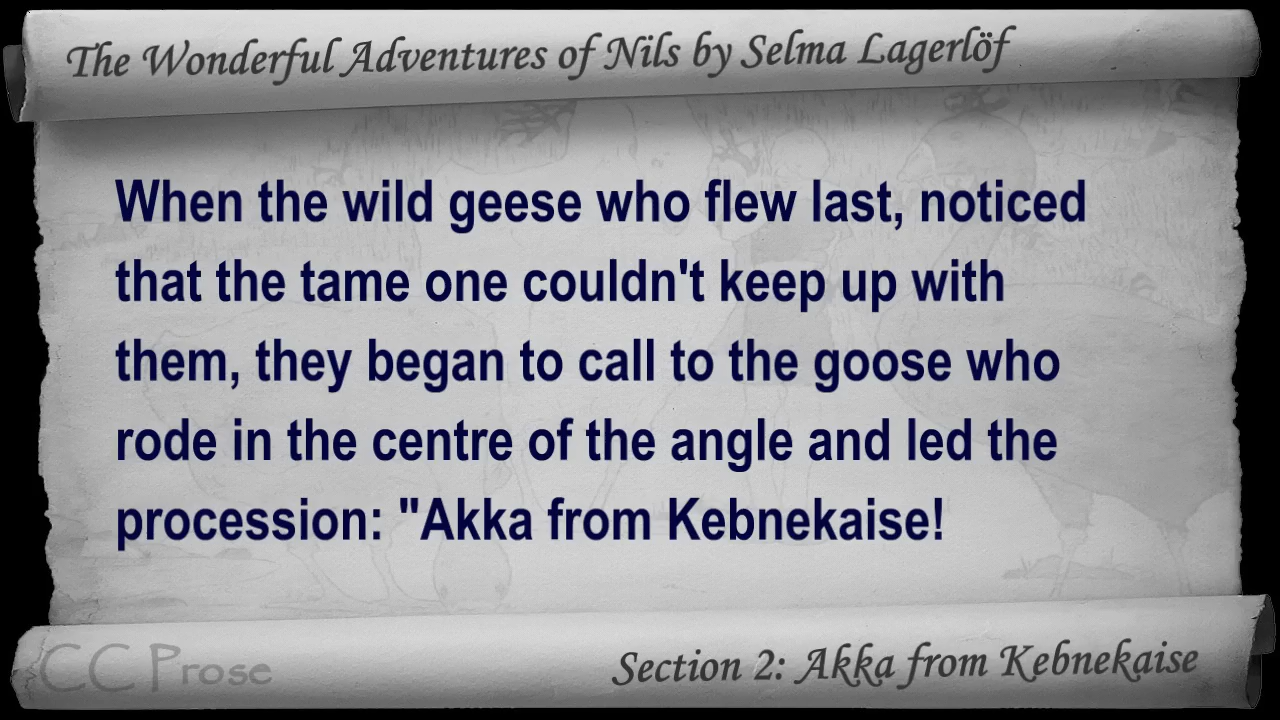 The Wonderful Adventures of Nils by Selma Lagerlöf
When the wild geese who flew last, noticed
that the tame one couldn't keep up with
them, they began to call to the goose who
rode in the centre of the angle and led the
procession: "Akka from Kebnekaise!
CC Prose
Section 2: Akka from Kebnekaise